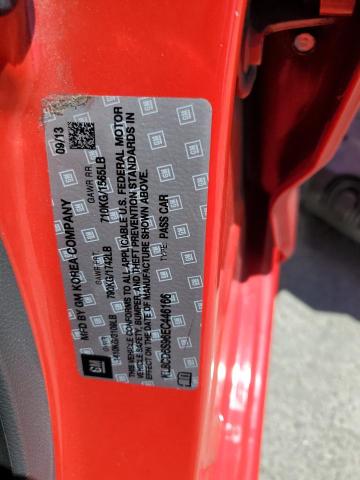 GM
MFD BY GM KOREA COMPANY
09/13
GAWR FRT
GAWR RR
790KG/1742LB
710KG/1565LB
THIS VEHICLE CONFORMS TO ALL APPLICABLE U.S. FEDERAL MOTOR
VEHICLE SAFETY, BUMPER, AND THEFT PREVENTION STANDARDS IN
EFFECT ON THE DATE OF MANUFACTURE SHOWN ABOVE.
TYPE: PASS CAR